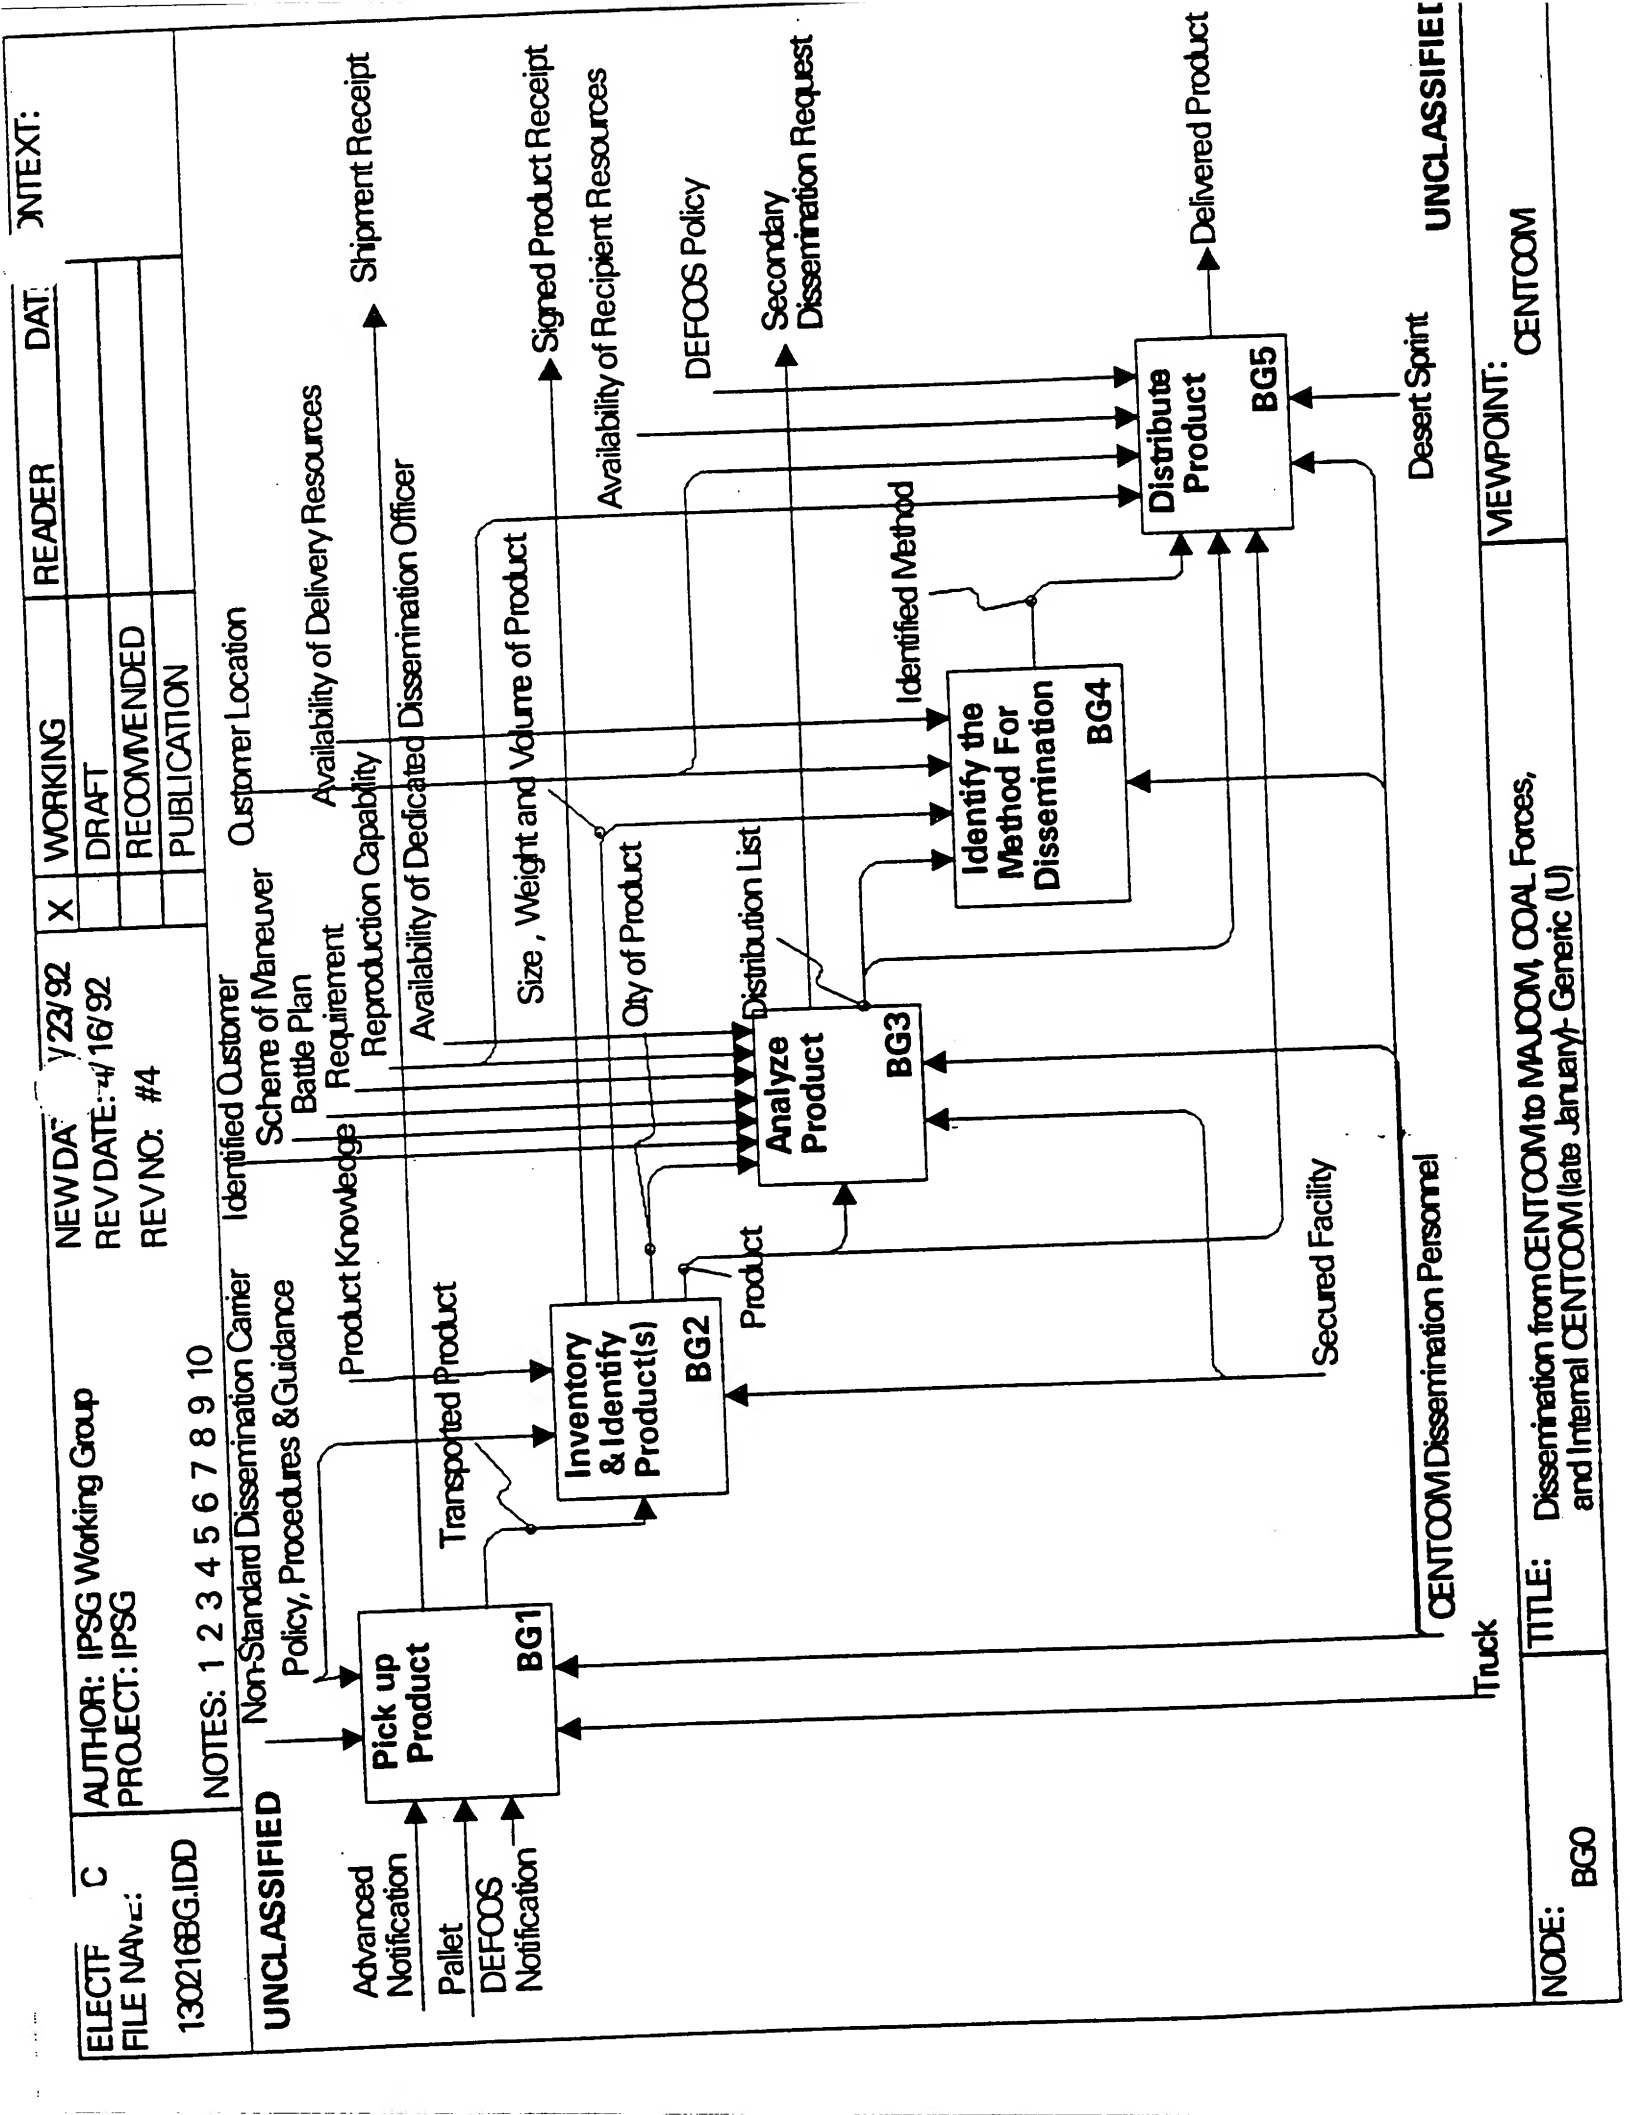 ELECTF C
FILE NAME:
130216BG.IDD
AUTHOR: IPSG Working Group
PROJECT: IPSG
NOTES: 1 2 3 4 5 6 7 8 9 10
REV DATE: 4/16/92
REV NO: #4
X WORKING
DRAFT
RECOMMENDED
PUBLICATION
READER
UNCLASSIFIED
Non-Standard Dissemination Carrier
Policy, Procedures & Guidance
Product Knowledge
Identified Customer
Scheme of Maneuver
Battle Plan
Requirement
Reproduction Capability
Availability of Dedicated Dissemination Officer
Customer Location
Availability of Delivery Resources
Shipment Receipt
Advanced
Notification
Pallet
DEFCOS
Notification
Pick up
Product
BG1
Transported Product
Size, Weight and Volume of Product
Signed Product Receipt
Availability of Recipient Resources
Inventory
& Identify
Product(s)
BG2
Qty of Product
Product
DEFCOS Policy
Distribution List
Secondary
Dissemination Request
Analyze
Product
BG3
Identified Method
Identify the
Method For
Dissemination
BG4
Distribute
Product
BG5
Delivered Product
Secured Facility
Desert Sprint
CENTCOM Dissemination Personnel
Truck
UNCLASSIFIED
NODE:
BG0
TITLE: Dissemination from CENTCOM to MAJCOM, COAL Forces,
and Internal CENTCOM (late January)- Generic (U)
VIEWPOINT:
CENTCOM